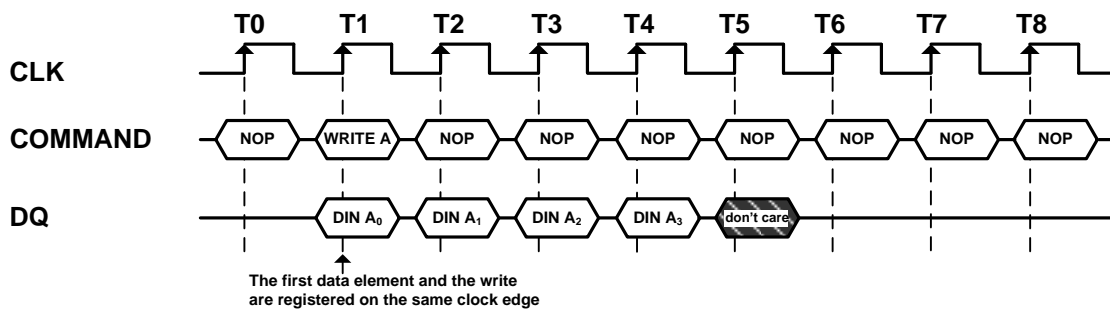 T0 T1 T2 T3 T4 T5 T6 T7 T8
CLK
COMMAND NOP WRITE A NOP NOP NOP NOP NOP NOP NOP
DQ DIN A₀ DIN A₁ DIN A₂ DIN A₃ don't care
The first data element and the write
are registered on the same clock edge